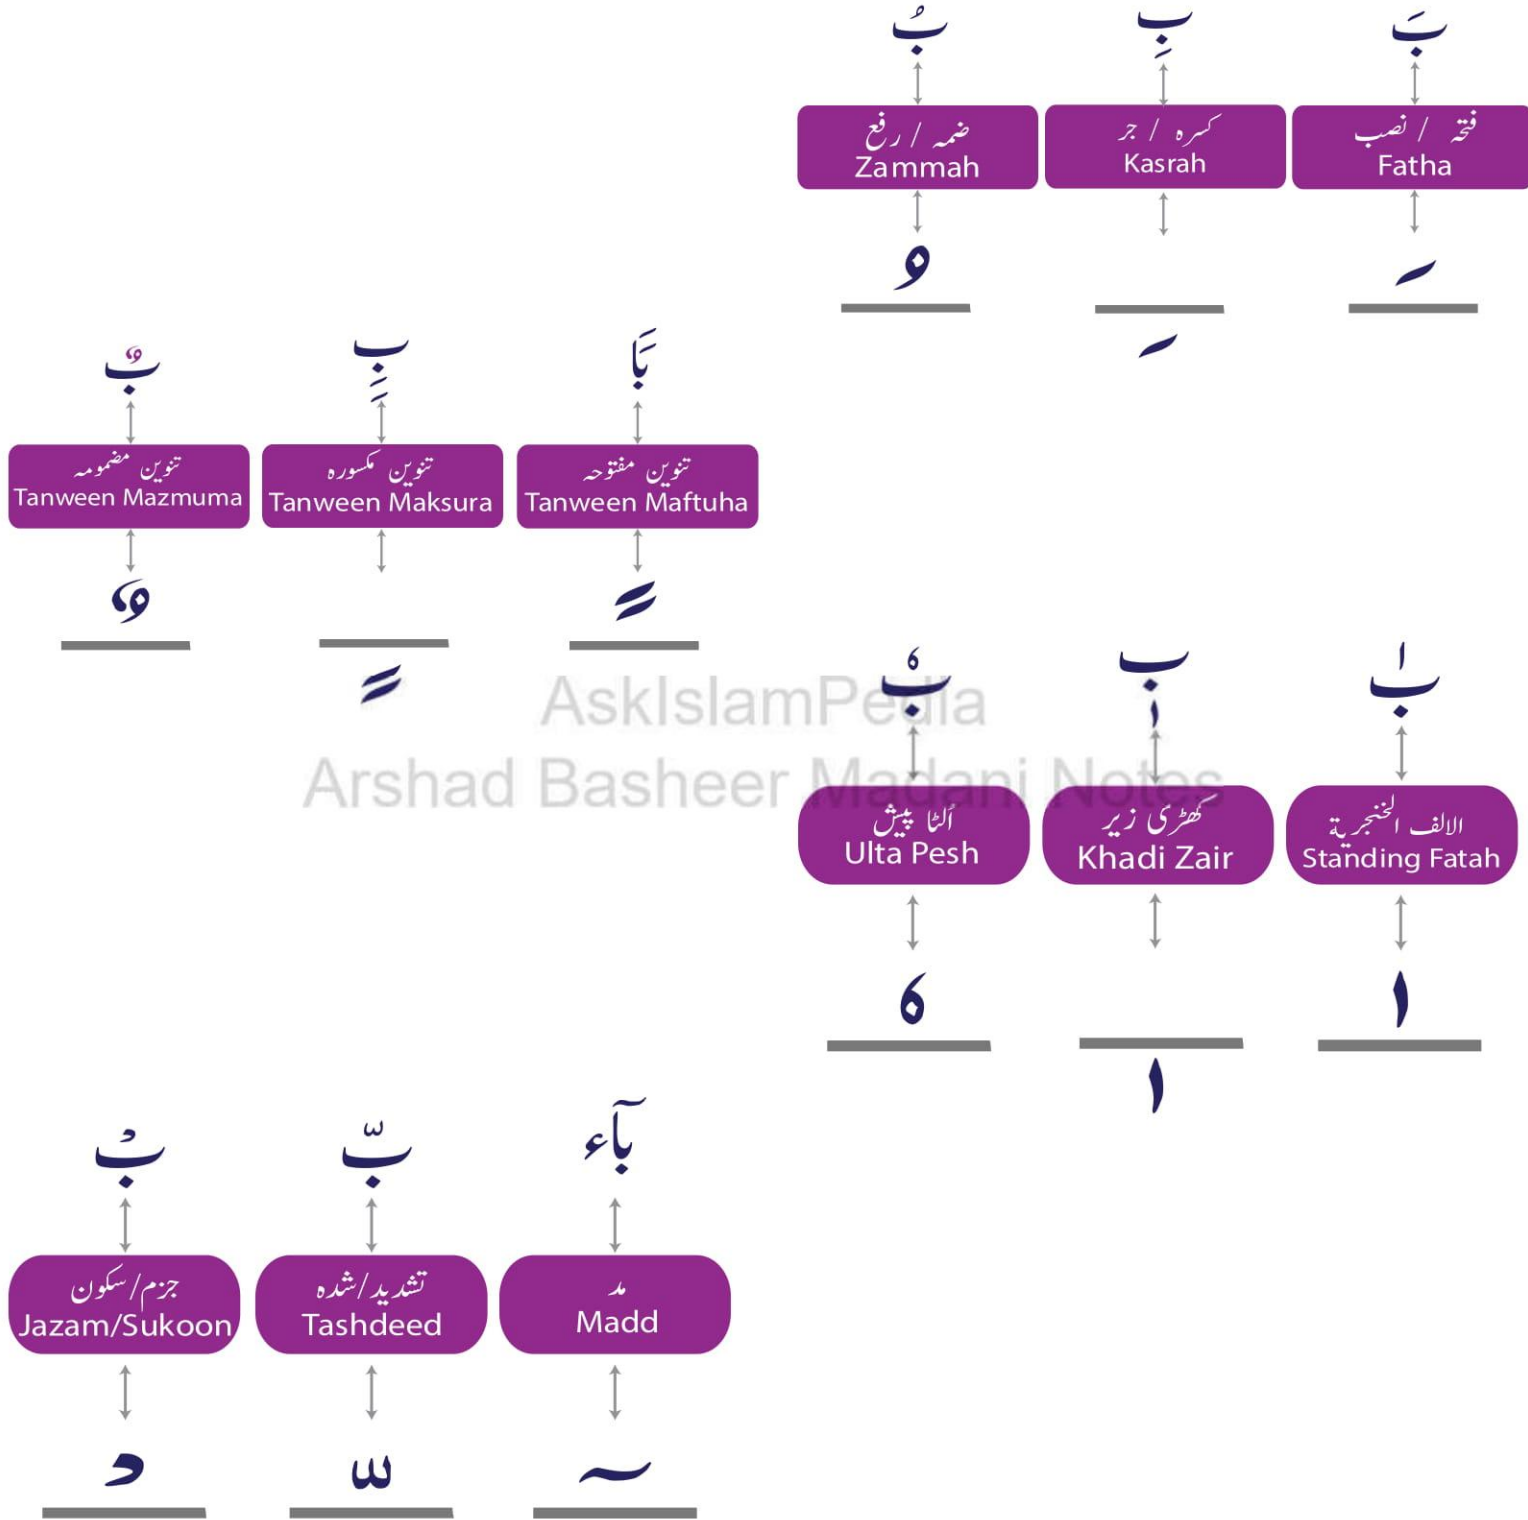 بَ
بِ
بُ
فتحہ / نصب
Fatha
کسرہ / جر
Kasrah
ضمہ / رفع
Zammah
بًا
بٍ
بٌ
تنوین مفتوحہ
Tanween Maftuha
تنوین مکسورہ
Tanween Maksura
تنوین مضمومہ
Tanween Mazmuma
AskIslamPedia
Arshad Basheer Madani Notes
بٰ
بٖ
بٗ
الالف الخنجریة
Standing Fatah
کھڑی زیر
Khadi Zair
اُلٹا پیش
Ulta Pesh
بآء
بّ
بْ
مد
Madd
تشدید/شدہ
Tashdeed
جزم/سکون
Jazam/Sukoon